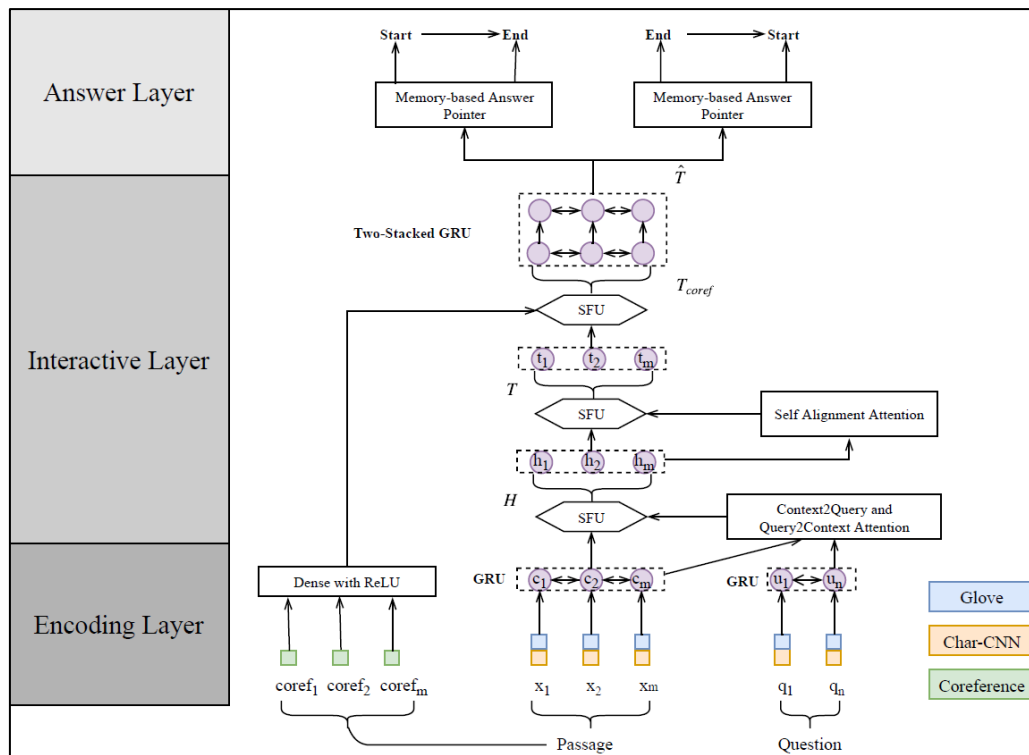 Start
End
End
Start
Answer Layer
Memory-based Answer
Pointer
Memory-based Answer
Pointer
T̂
Two-Stacked GRU
T_coref
SFU
Interactive Layer
t₁ t₂ tₘ
T
SFU
Self Alignment Attention
h₁ h₂ hₘ
H
SFU
Context2Query and
Query2Context Attention
Dense with ReLU
GRU
c₁ c₂ cₘ
GRU
u₁ uₙ
Encoding Layer
Glove
Char-CNN
Coreference
coref₁ coref₂ corefₘ
x₁ x₂ xₘ
q₁ qₙ
Passage
Question